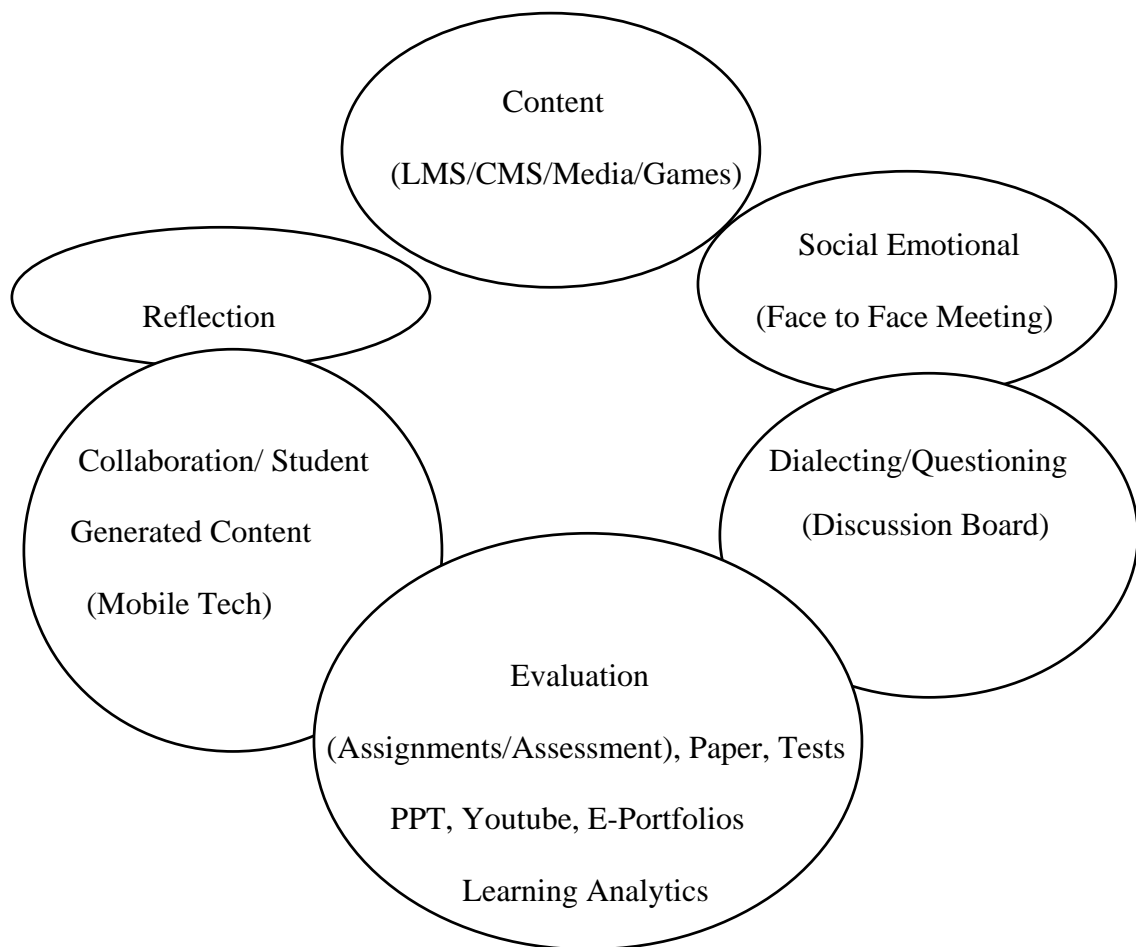 Content
(LMS/CMS/Media/Games)
Social Emotional
(Face to Face Meeting)
Reflection
Collaboration/ Student
Generated Content
(Mobile Tech)
Dialecting/Questioning
(Discussion Board)
Evaluation
(Assignments/Assessment), Paper, Tests
PPT, Youtube, E-Portfolios
Learning Analytics